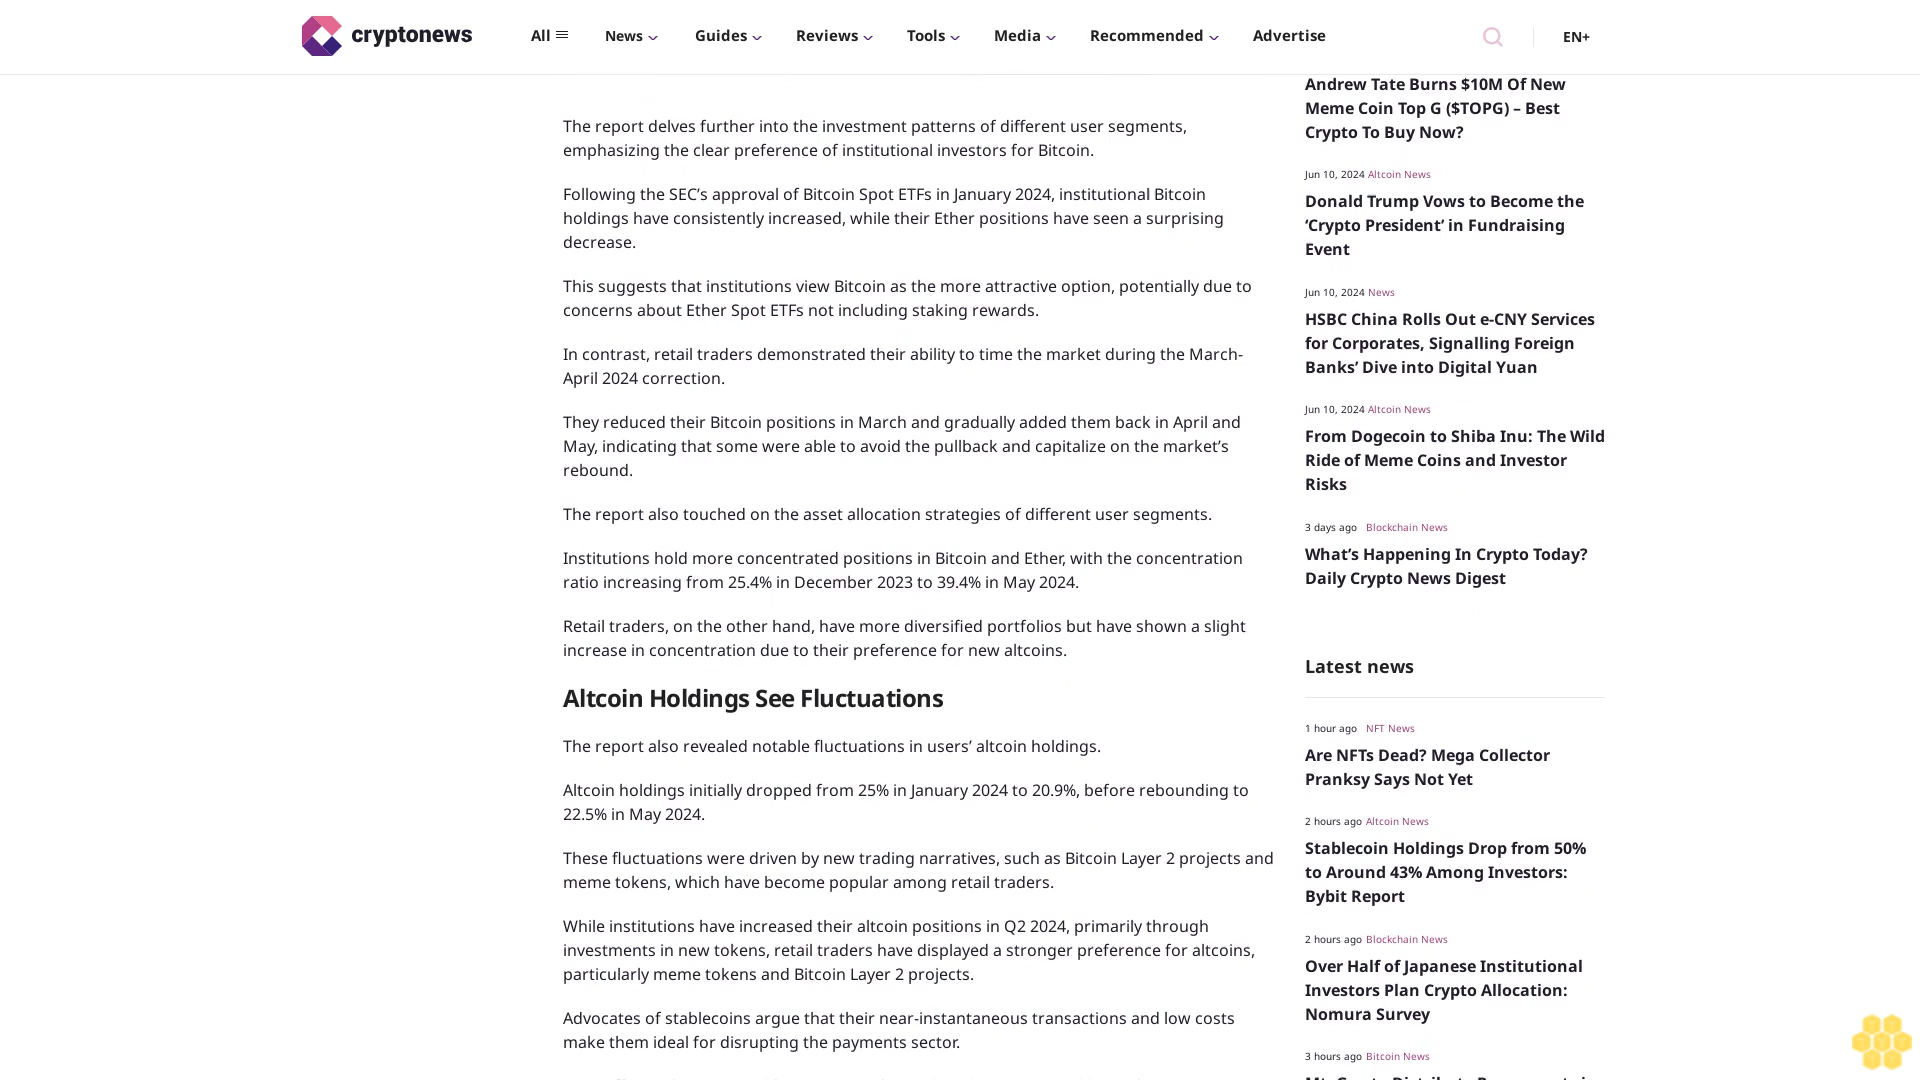 cryptonews
All
News
Guides
Reviews
Tools
Media
Recommended
Advertise
EN+
The report delves further into the investment patterns of different user segments,
emphasizing the clear preference of institutional investors for Bitcoin.
Following the SEC’s approval of Bitcoin Spot ETFs in January 2024, institutional Bitcoin
holdings have consistently increased, while their Ether positions have seen a surprising
decrease.
This suggests that institutions view Bitcoin as the more attractive option, potentially due to
concerns about Ether Spot ETFs not including staking rewards.
In contrast, retail traders demonstrated their ability to time the market during the March-
April 2024 correction.
They reduced their Bitcoin positions in March and gradually added them back in April and
May, indicating that some were able to avoid the pullback and capitalize on the market’s
rebound.
The report also touched on the asset allocation strategies of different user segments.
Institutions hold more concentrated positions in Bitcoin and Ether, with the concentration
ratio increasing from 25.4% in December 2023 to 39.4% in May 2024.
Retail traders, on the other hand, have more diversified portfolios but have shown a slight
increase in concentration due to their preference for new altcoins.
Altcoin Holdings See Fluctuations
The report also revealed notable fluctuations in users’ altcoin holdings.
Altcoin holdings initially dropped from 25% in January 2024 to 20.9%, before rebounding to
22.5% in May 2024.
These fluctuations were driven by new trading narratives, such as Bitcoin Layer 2 projects and
meme tokens, which have become popular among retail traders.
While institutions have increased their altcoin positions in Q2 2024, primarily through
investments in new tokens, retail traders have displayed a stronger preference for altcoins,
particularly meme tokens and Bitcoin Layer 2 projects.
Advocates of stablecoins argue that their near-instantaneous transactions and low costs
make them ideal for disrupting the payments sector.
Andrew Tate Burns $10M Of New
Meme Coin Top G ($TOPG) – Best
Crypto To Buy Now?
Jun 10, 2024 Altcoin News
Donald Trump Vows to Become the
‘Crypto President’ in Fundraising
Event
Jun 10, 2024 News
HSBC China Rolls Out e-CNY Services
for Corporates, Signalling Foreign
Banks’ Dive into Digital Yuan
Jun 10, 2024 Altcoin News
From Dogecoin to Shiba Inu: The Wild
Ride of Meme Coins and Investor
Risks
3 days ago Blockchain News
What’s Happening In Crypto Today?
Daily Crypto News Digest
Latest news
1 hour ago NFT News
Are NFTs Dead? Mega Collector
Pranksy Says Not Yet
2 hours ago Altcoin News
Stablecoin Holdings Drop from 50%
to Around 43% Among Investors:
Bybit Report
2 hours ago Blockchain News
Over Half of Japanese Institutional
Investors Plan Crypto Allocation:
Nomura Survey
3 hours ago Bitcoin News